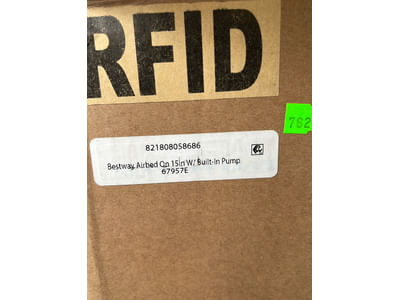 RFID
762
821808058686
Bestway Airbed Qn 15in W/ Built-In Pump
67957E